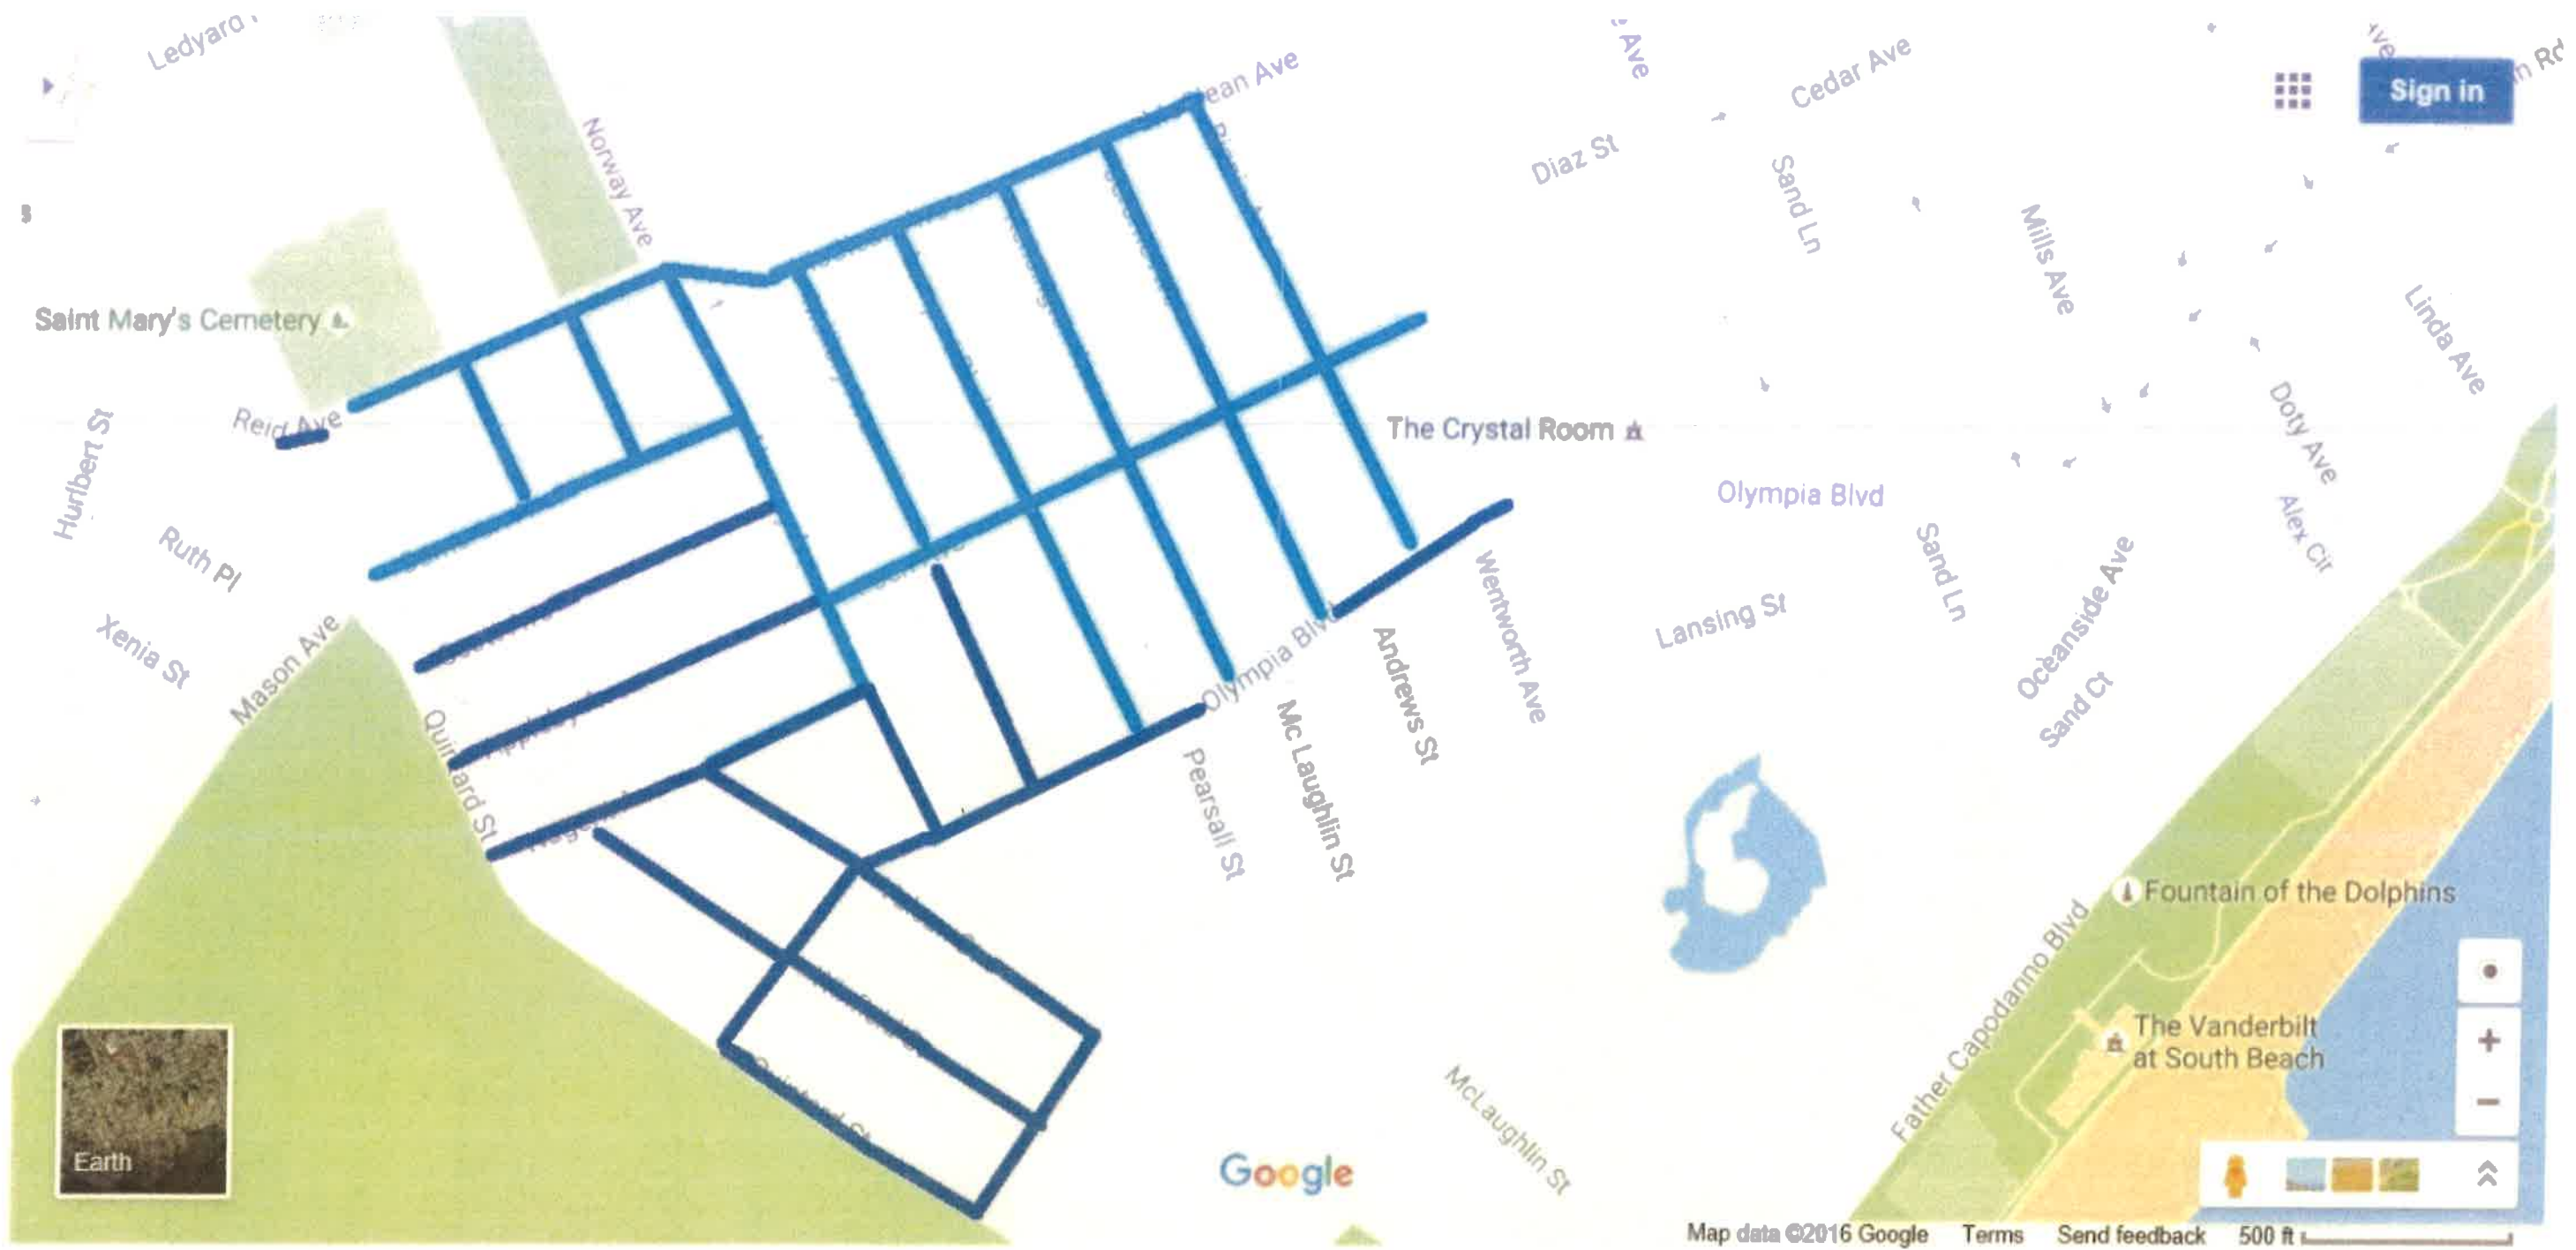 Ave
Cedar Ave
Rd
Sign in
Norway Ave
Diaz St
Sand Ln
Mills Ave
Saint Mary's Cemetery
Linda Ave
Reid Ave
The Crystal Room
Doty Ave
Hurlbert St
Olympia Blvd
Alex Cir
Ruth Pl
Sand Ln
Wentworth Ave
Lansing St
Oceanside Ave
Xenia St
Mason Ave
Andrews St
Sand Ct
Quintard St
Pearsall St
Mc Laughlin St
Fountain of the Dolphins
Father Capodanno Blvd
The Vanderbilt
at South Beach
McLaughlin St
Earth
Google
Map data ©2016 Google Terms Send feedback 500 ft